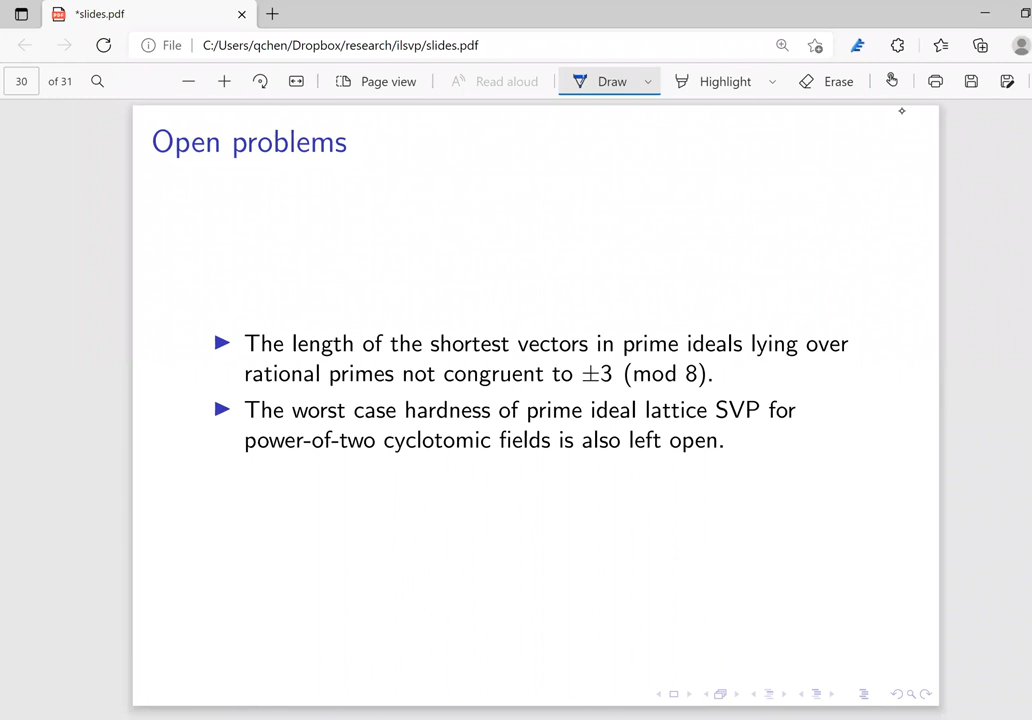 *slides.pdf
File C:/Users/qchen/Dropbox/research/ilsvp/slides.pdf
30 of 31 Page view Read aloud Draw Highlight Erase
Open problems
The length of the shortest vectors in prime ideals lying over
rational primes not congruent to ±3 (mod 8).
The worst case hardness of prime ideal lattice SVP for
power-of-two cyclotomic fields is also left open.